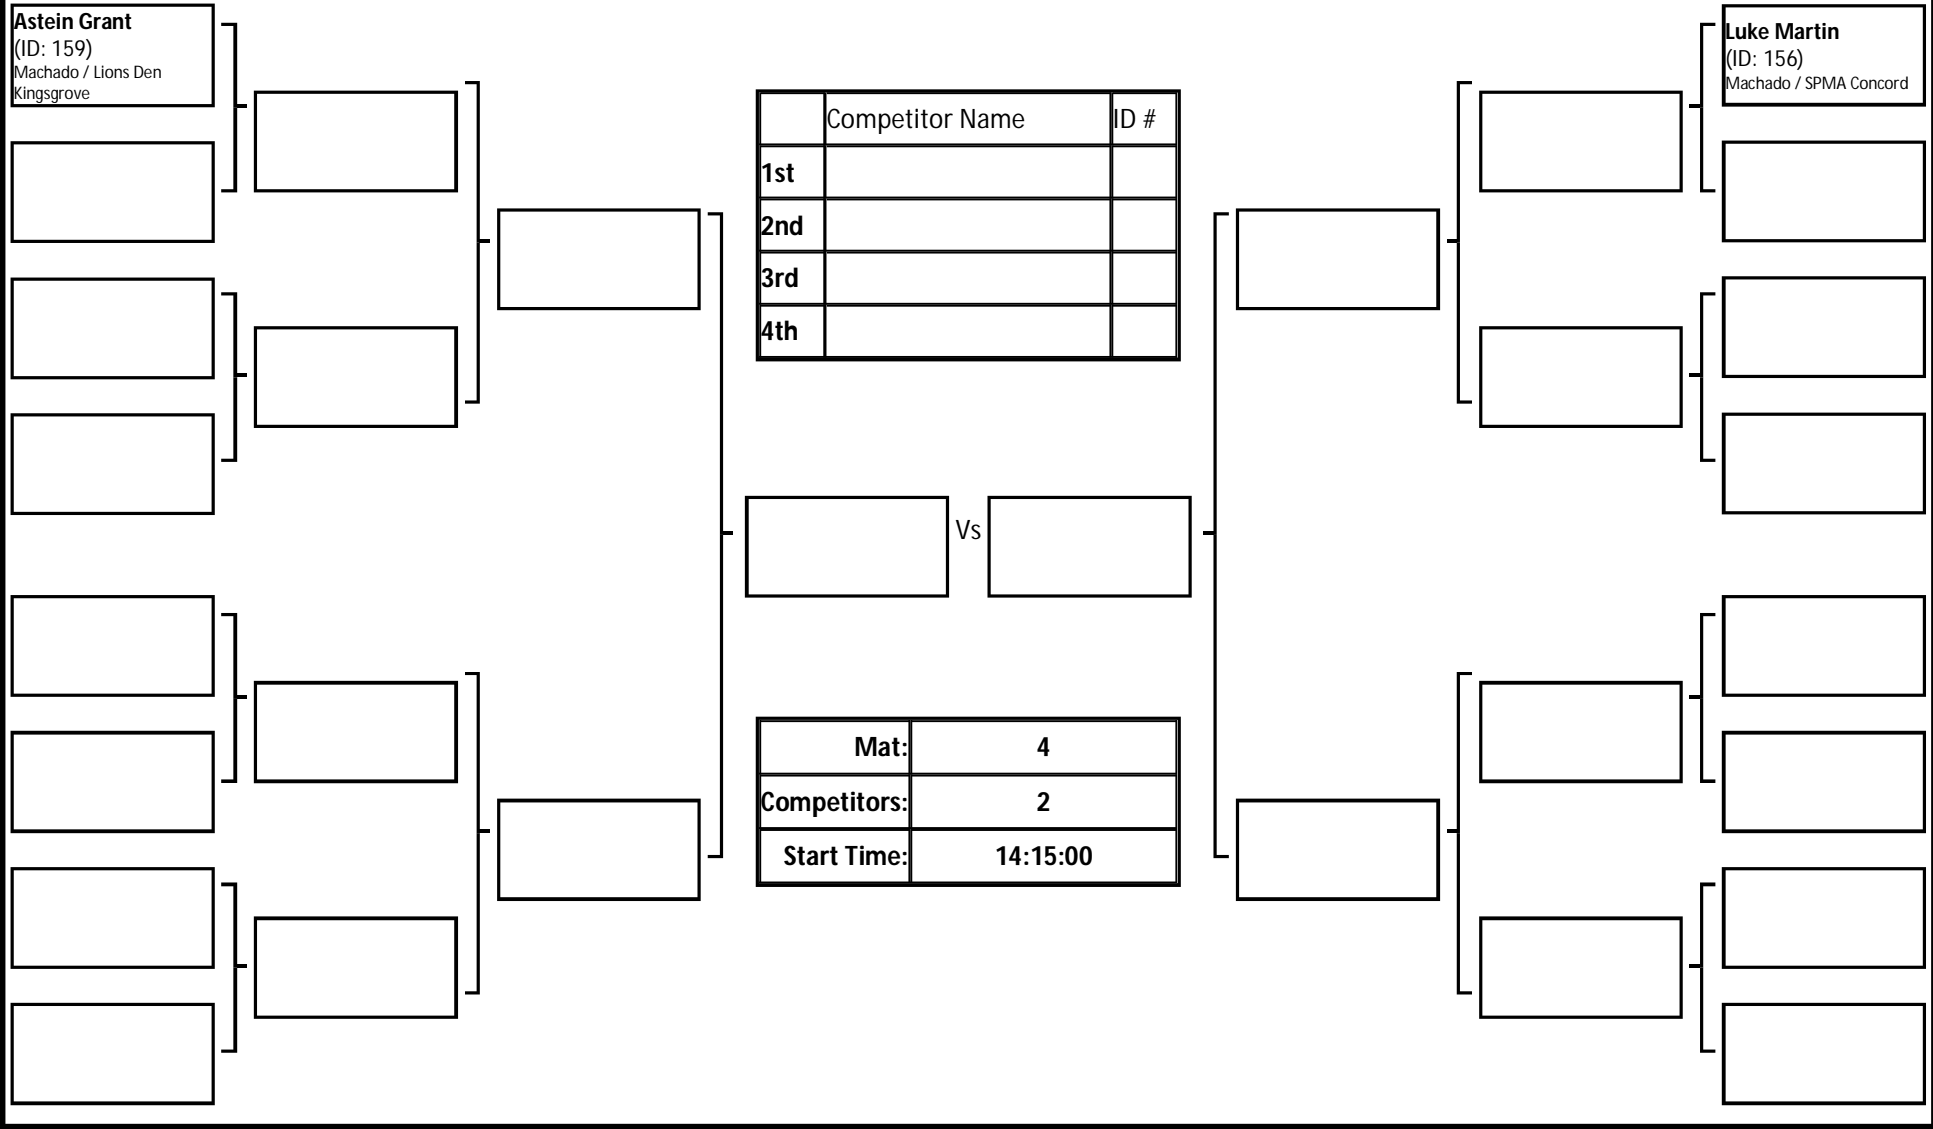 Astein Grant
(ID: 159)
Machado / Lions Den
Kingsgrove
Luke Martin
(ID: 156)
Machado / SPMA Concord
Competitor Name ID #
1st
2nd
3rd
4th
Vs
Mat: 4
Competitors: 2
Start Time: 14:15:00